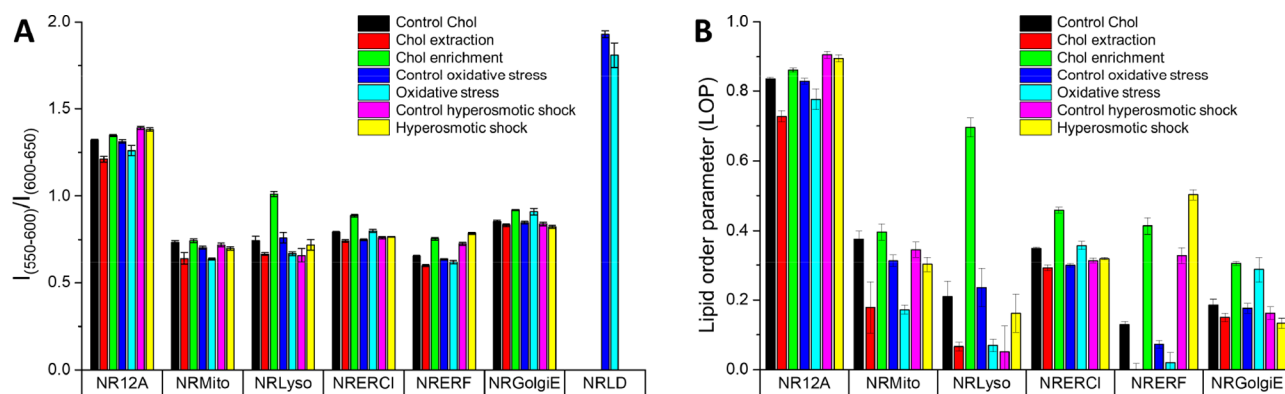 A
I(550-600)/I(600-650)
2.0
1.5
1.0
0.5
0.0
Control Chol
Chol extraction
Chol enrichment
Control oxidative stress
Oxidative stress
Control hyperosmotic shock
Hyperosmotic shock
NR12A
NRMito
NRLyso
NRERCl
NRERF
NRGolgiE
NRLD
B
Lipid order parameter (LOP)
1.0
0.8
0.6
0.4
0.2
0.0
Control Chol
Chol extraction
Chol enrichment
Control oxidative stress
Oxidative stress
Control hyperosmotic shock
Hyperosmotic shock
NR12A
NRMito
NRLyso
NRERCl
NRERF
NRGolgiE